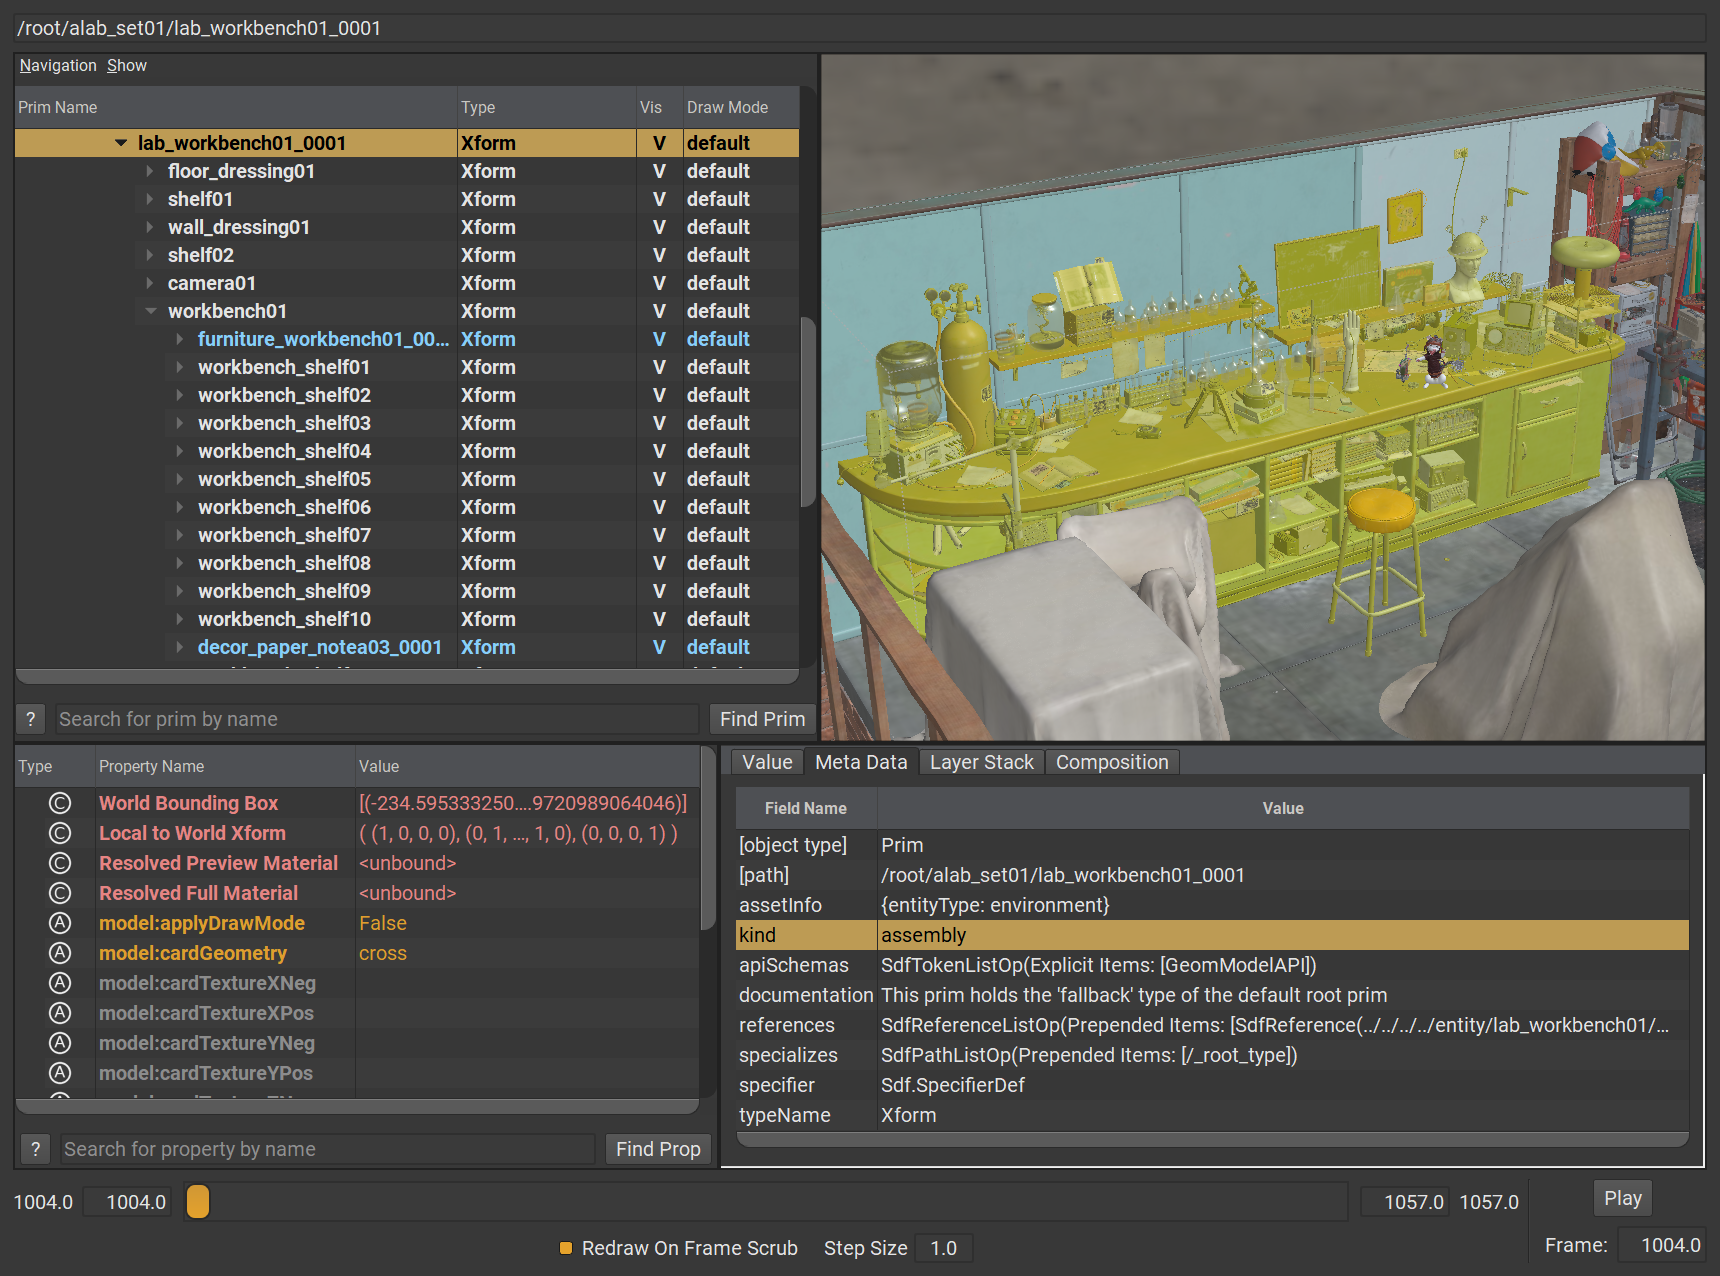 /root/alab_set01/lab_workbench01_0001
Navigation Show
Prim Name Type Vis Draw Mode
lab_workbench01_0001 Xform V default
floor_dressing01 Xform V default
shelf01 Xform V default
wall_dressing01 Xform V default
shelf02 Xform V default
camera01 Xform V default
workbench01 Xform V default
furniture_workbench01_00... Xform V default
workbench_shelf01 Xform V default
workbench_shelf02 Xform V default
workbench_shelf03 Xform V default
workbench_shelf04 Xform V default
workbench_shelf05 Xform V default
workbench_shelf06 Xform V default
workbench_shelf07 Xform V default
workbench_shelf08 Xform V default
workbench_shelf09 Xform V default
workbench_shelf10 Xform V default
decor_paper_notea03_0001 Xform V default
? Search for prim by name Find Prim
Type Property Name Value
C World Bounding Box [(-234.595333250....9720989064046)]
C Local to World Xform ( (1, 0, 0, 0), (0, 1, ..., 1, 0), (0, 0, 0, 1) )
C Resolved Preview Material <unbound>
C Resolved Full Material <unbound>
A model:applyDrawMode False
A model:cardGeometry cross
A model:cardTextureXNeg
A model:cardTextureXPos
A model:cardTextureYNeg
A model:cardTextureYPos
? Search for property by name Find Prop
Value Meta Data Layer Stack Composition
Field Name Value
[object type] Prim
[path] /root/alab_set01/lab_workbench01_0001
assetInfo {entityType: environment}
kind assembly
apiSchemas SdfTokenListOp(Explicit Items: [GeomModelAPI])
documentation This prim holds the 'fallback' type of the default root prim
references SdfReferenceListOp(Prepended Items: [SdfReference(../../../../entity/lab_workbench01/...
specializes SdfPathListOp(Prepended Items: [/_root_type])
specifier Sdf.SpecifierDef
typeName Xform
1004.0 1004.0 1057.0 1057.0 Play
Redraw On Frame Scrub Step Size 1.0 Frame: 1004.0